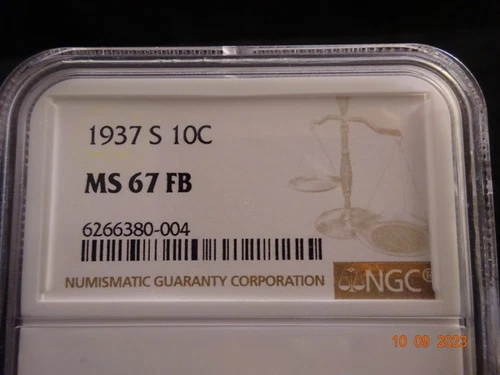 1937 S 10C
MS 67 FB
6266380-004
NUMISMATIC GUARANTY CORPORATION
NGC®
10 09 2023